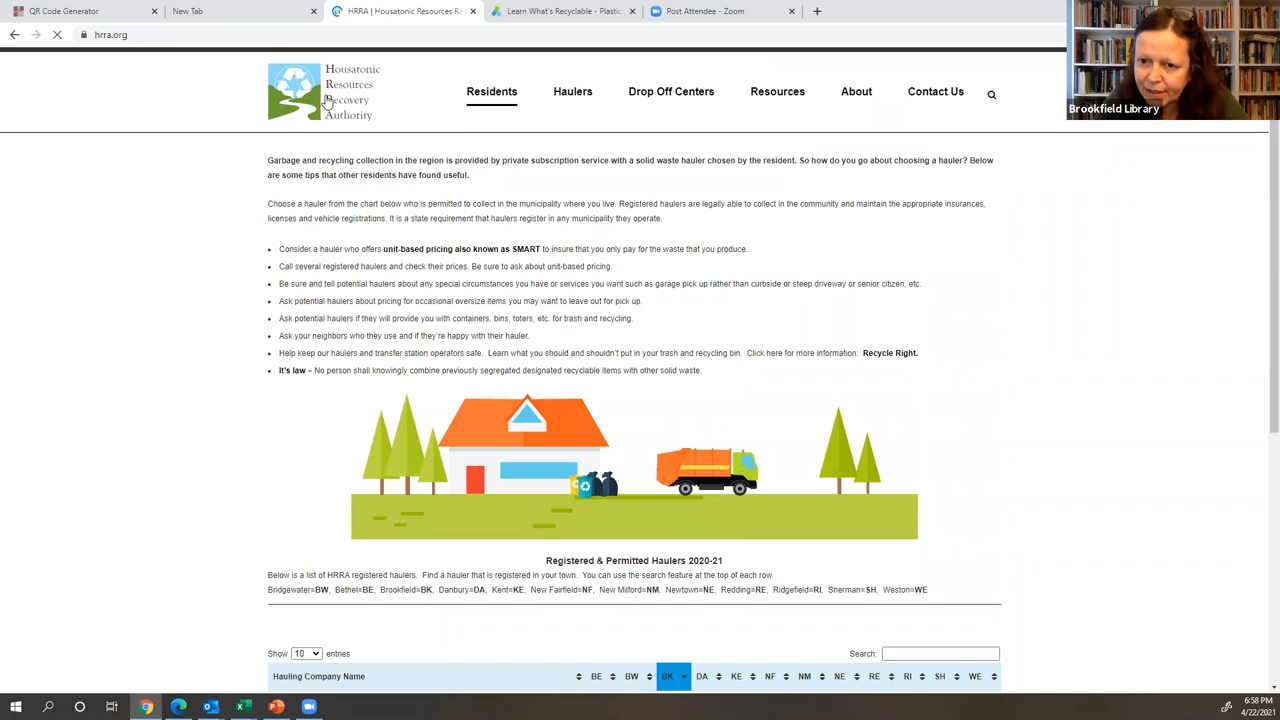 QR Code Generator
New Tab
HRRA | Housatonic Resources Re
Learn What's Recyclable - Plastic
Post Attendee - Zoom
hrra.org
Housatonic
Resources
Recovery
Authority
Residents
Haulers
Drop Off Centers
Resources
About
Contact Us
Brookfield Library
Garbage and recycling collection in the region is provided by private subscription service with a solid waste hauler chosen by the resident. So how do you go about choosing a hauler? Below
are some tips that other residents have found useful.
Choose a hauler from the chart below who is permitted to collect in the municipality where you live. Registered haulers are legally able to collect in the community and maintain the appropriate insurances,
licenses and vehicle registrations. It is a state requirement that haulers register in any municipality they operate.
• Consider a hauler who offers unit-based pricing also known as SMART to insure that you only pay for the waste that you produce.
• Call several registered haulers and check their prices. Be sure to ask about unit-based pricing.
• Be sure and tell potential haulers about any special circumstances you have or services you want such as garage pick up rather than curbside or steep driveway or senior citizen, etc.
• Ask potential haulers about pricing for occasional oversize items you may want to leave out for pick up.
• Ask potential haulers if they will provide you with containers, bins, toters, etc. for trash and recycling.
• Ask your neighbors who they use and if they're happy with their hauler.
• Help keep our haulers and transfer station operators safe. Learn what you should and shouldn't put in your trash and recycling bin. Click here for more information: Recycle Right.
• It's law – No person shall knowingly combine previously segregated designated recyclable items with other solid waste.
Registered & Permitted Haulers 2020-21
Below is a list of HRRA registered haulers. Find a hauler that is registered in your town. You can use the search feature at the top of each row.
Bridgewater=BW, Bethel=BE, Brookfield=BK, Danbury=DA, Kent=KE, New Fairfield=NF, New Milford=NM, Newtown=NE, Redding=RE, Ridgefield=RI, Sherman=SH, Weston=WE
Show 10 entries
Search:
Hauling Company Name BE BW BK DA KE NF NM NE RE RI SH WE
6:58 PM
4/22/2021